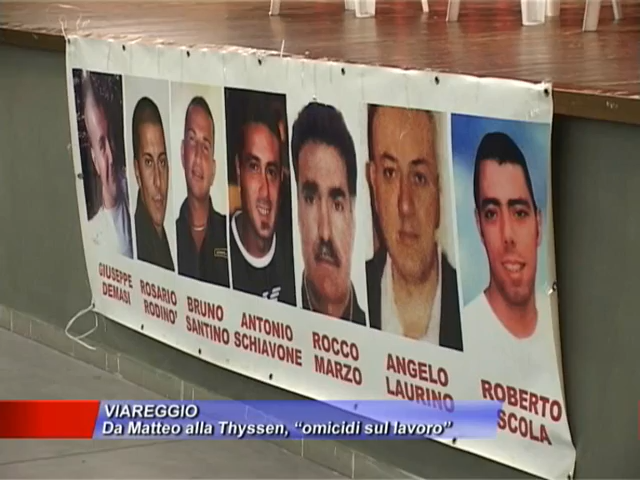 GIUSEPPE
DEMASI
ROSARIO
RODINO'
BRUNO
SANTINO
ANTONIO
SCHIAVONE
ROCCO
MARZO
ANGELO
LAURINO
ROBERTO
SCOLA
VIAREGGIO
Da Matteo alla Thyssen, “omicidi sul lavoro”